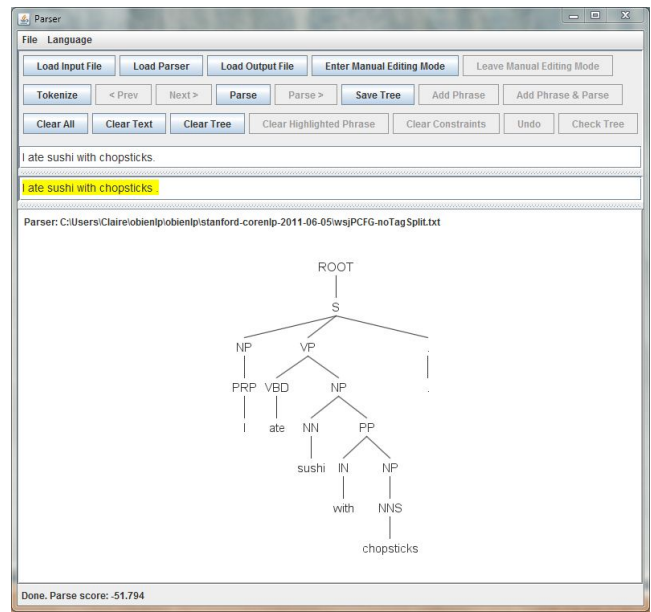 Parser
File Language
Load Input File Load Parser Load Output File Enter Manual Editing Mode Leave Manual Editing Mode
Tokenize < Prev Next > Parse Parse > Save Tree Add Phrase Add Phrase & Parse
Clear All Clear Text Clear Tree Clear Highlighted Phrase Clear Constraints Undo Check Tree
I ate sushi with chopsticks.
I ate sushi with chopsticks .
Parser: C:\Users\Claire\obienlp\obienlp\stanford-corenlp-2011-06-05\wsjPCFG-noTagSplit.txt
ROOT
S
NP VP .
PRP VBD NP .
I ate NN PP
sushi IN NP
with NNS
chopsticks
Done. Parse score: -51.794